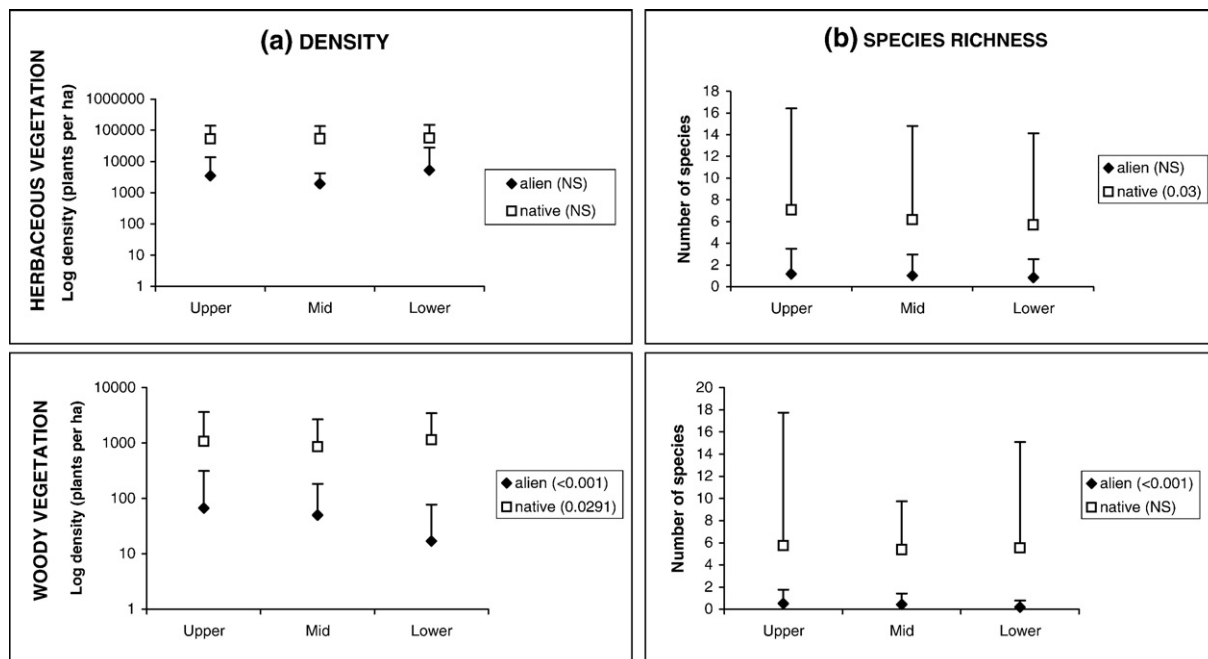 (a) DENSITY
HERBACEOUS VEGETATION
Log density (plants per ha)
1000000
100000
10000
1000
100
10
1
Upper Mid Lower
alien (NS)
native (NS)
(b) SPECIES RICHNESS
Number of species
18
16
14
12
10
8
6
4
2
0
Upper Mid Lower
alien (NS)
native (0.03)
WOODY VEGETATION
Log density (plants per ha)
10000
1000
100
10
1
Upper Mid Lower
alien (<0.001)
native (0.0291)
Number of species
20
18
16
14
12
10
8
6
4
2
0
Upper Mid Lower
alien (<0.001)
native (NS)